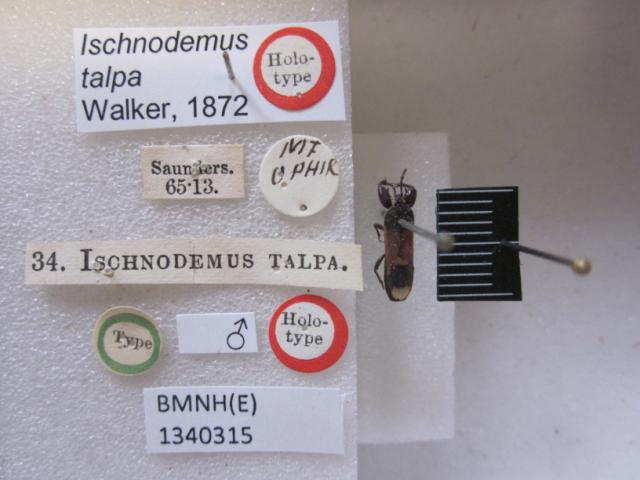 Ischnodemus
talpa
Walker, 1872
Holo-
type
Saunders.
65·13.
MT
OPHIR
34. ISCHNODEMUS TALPA.
Type
♂
Holo-
type
BMNH(E)
1340315